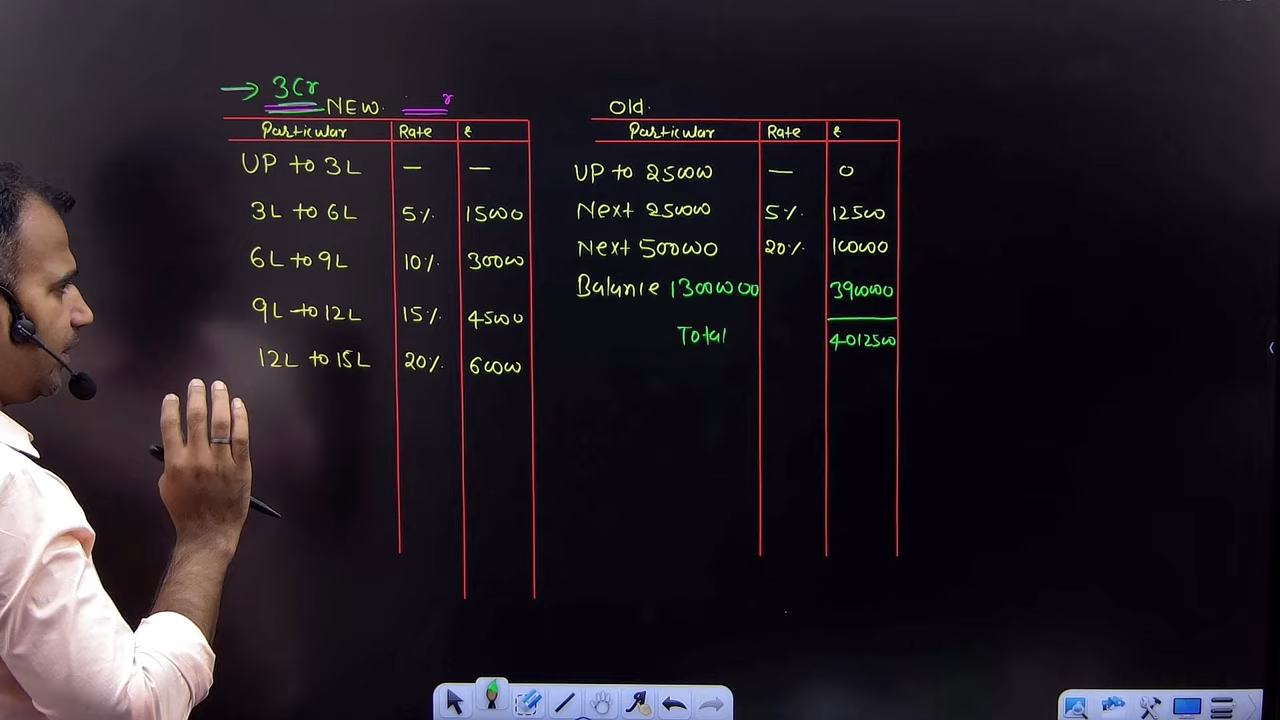 → 3Cr
NEW.
Particular Rate ₹
UP to 3L — —
3L to 6L 5% 15000
6L to 9L 10% 30000
9L to 12L 15% 45000
12L to 15L 20% 60000
Old.
Particular Rate ₹
UP to 250000 — 0
Next 250000 5% 12500
Next 500000 20% 100000
Balance 13000000 3900000
Total 4012500